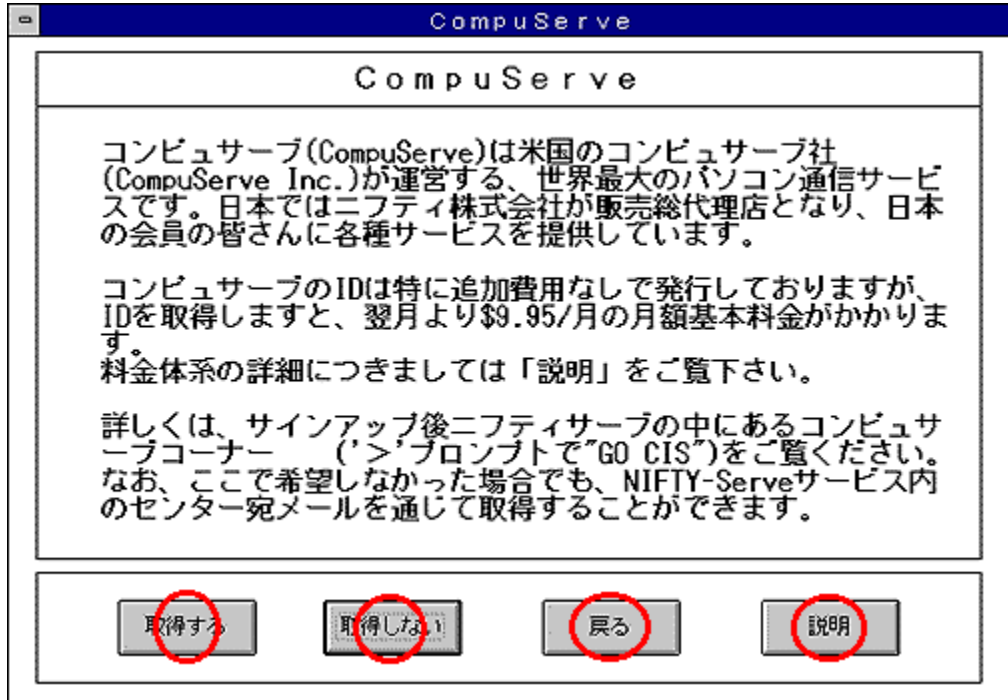 CompuServe
CompuServe
コンピュサーブ(CompuServe)は米国のコンピュサーブ社
(CompuServe Inc.)が運営する、世界最大のパソコン通信サービ
スです。日本ではニフティ株式会社が販売総代理店となり、日本
の会員の皆さんに各種サービスを提供しています。
コンピュサーブのIDは特に追加費用なしで発行しておりますが、
IDを取得しますと、翌月より$9.95/月の月額基本料金がかかりま
す。
料金体系の詳細につきましては「説明」をご覧下さい。
詳しくは、サインアップ後ニフティサーブの中にあるコンピュサ
ーブコーナー　　('>'プロンプトで"GO CIS")をご覧ください。
なお、ここで希望しなかった場合でも、NIFTY-Serveサービス内
のセンター宛メールを通じて取得することができます。
取得する
取得しない
戻る
説明